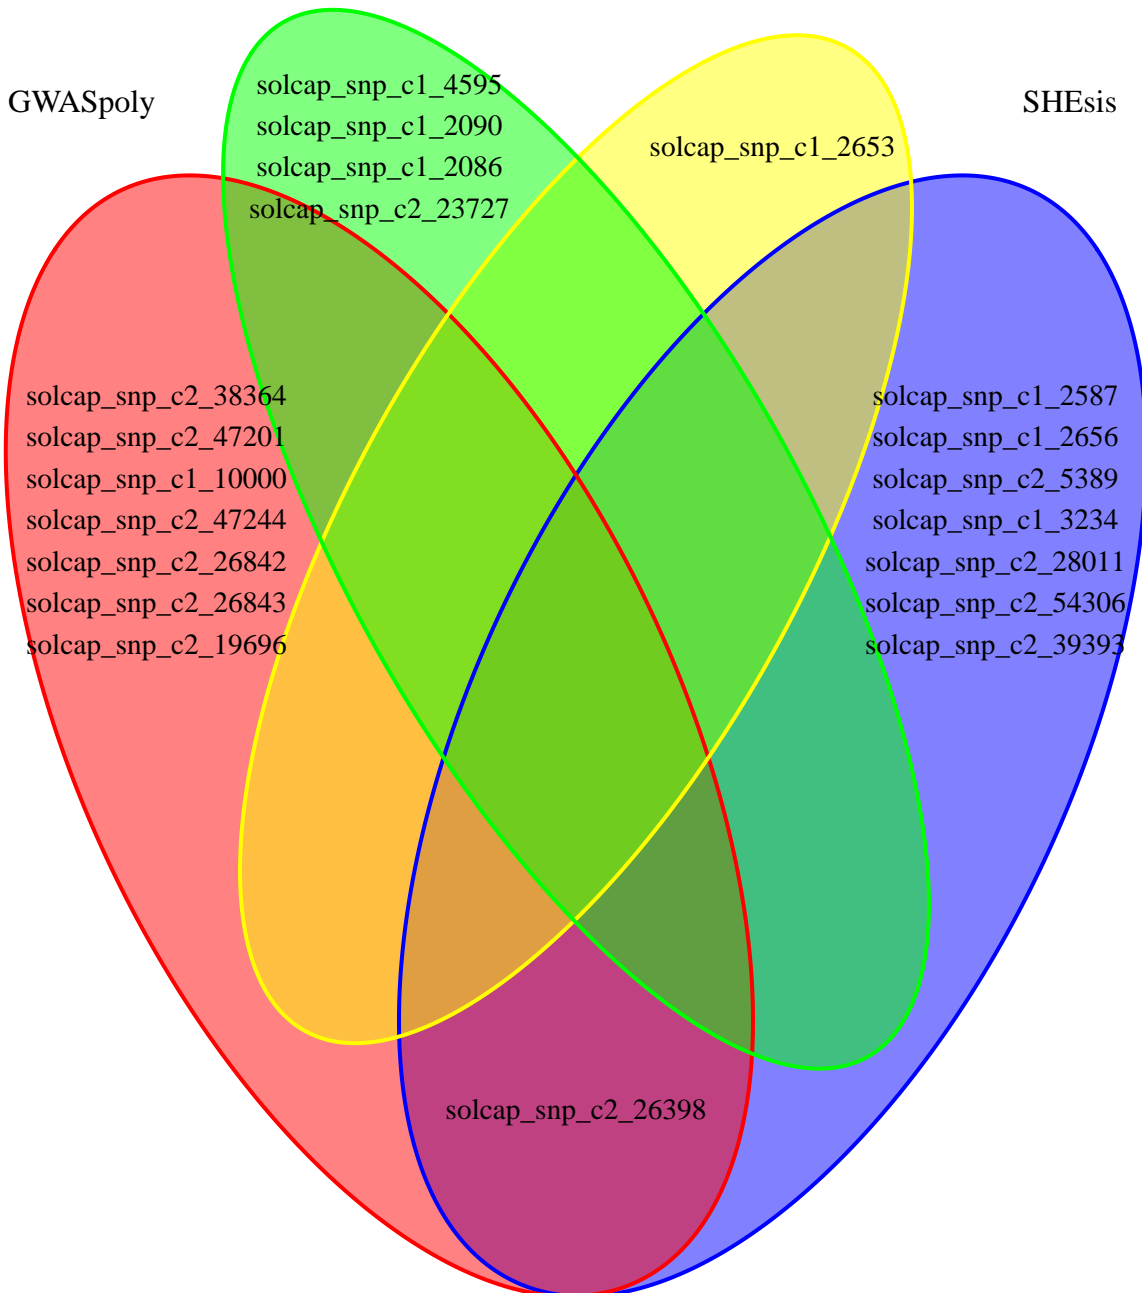 GWASpoly
SHEsis
solcap_snp_c1_4595
solcap_snp_c1_2090
solcap_snp_c1_2086
solcap_snp_c2_23727
solcap_snp_c1_2653
solcap_snp_c2_38364
solcap_snp_c2_47201
solcap_snp_c1_10000
solcap_snp_c2_47244
solcap_snp_c2_26842
solcap_snp_c2_26843
solcap_snp_c2_19696
solcap_snp_c1_2587
solcap_snp_c1_2656
solcap_snp_c2_5389
solcap_snp_c1_3234
solcap_snp_c2_28011
solcap_snp_c2_54306
solcap_snp_c2_39393
solcap_snp_c2_26398